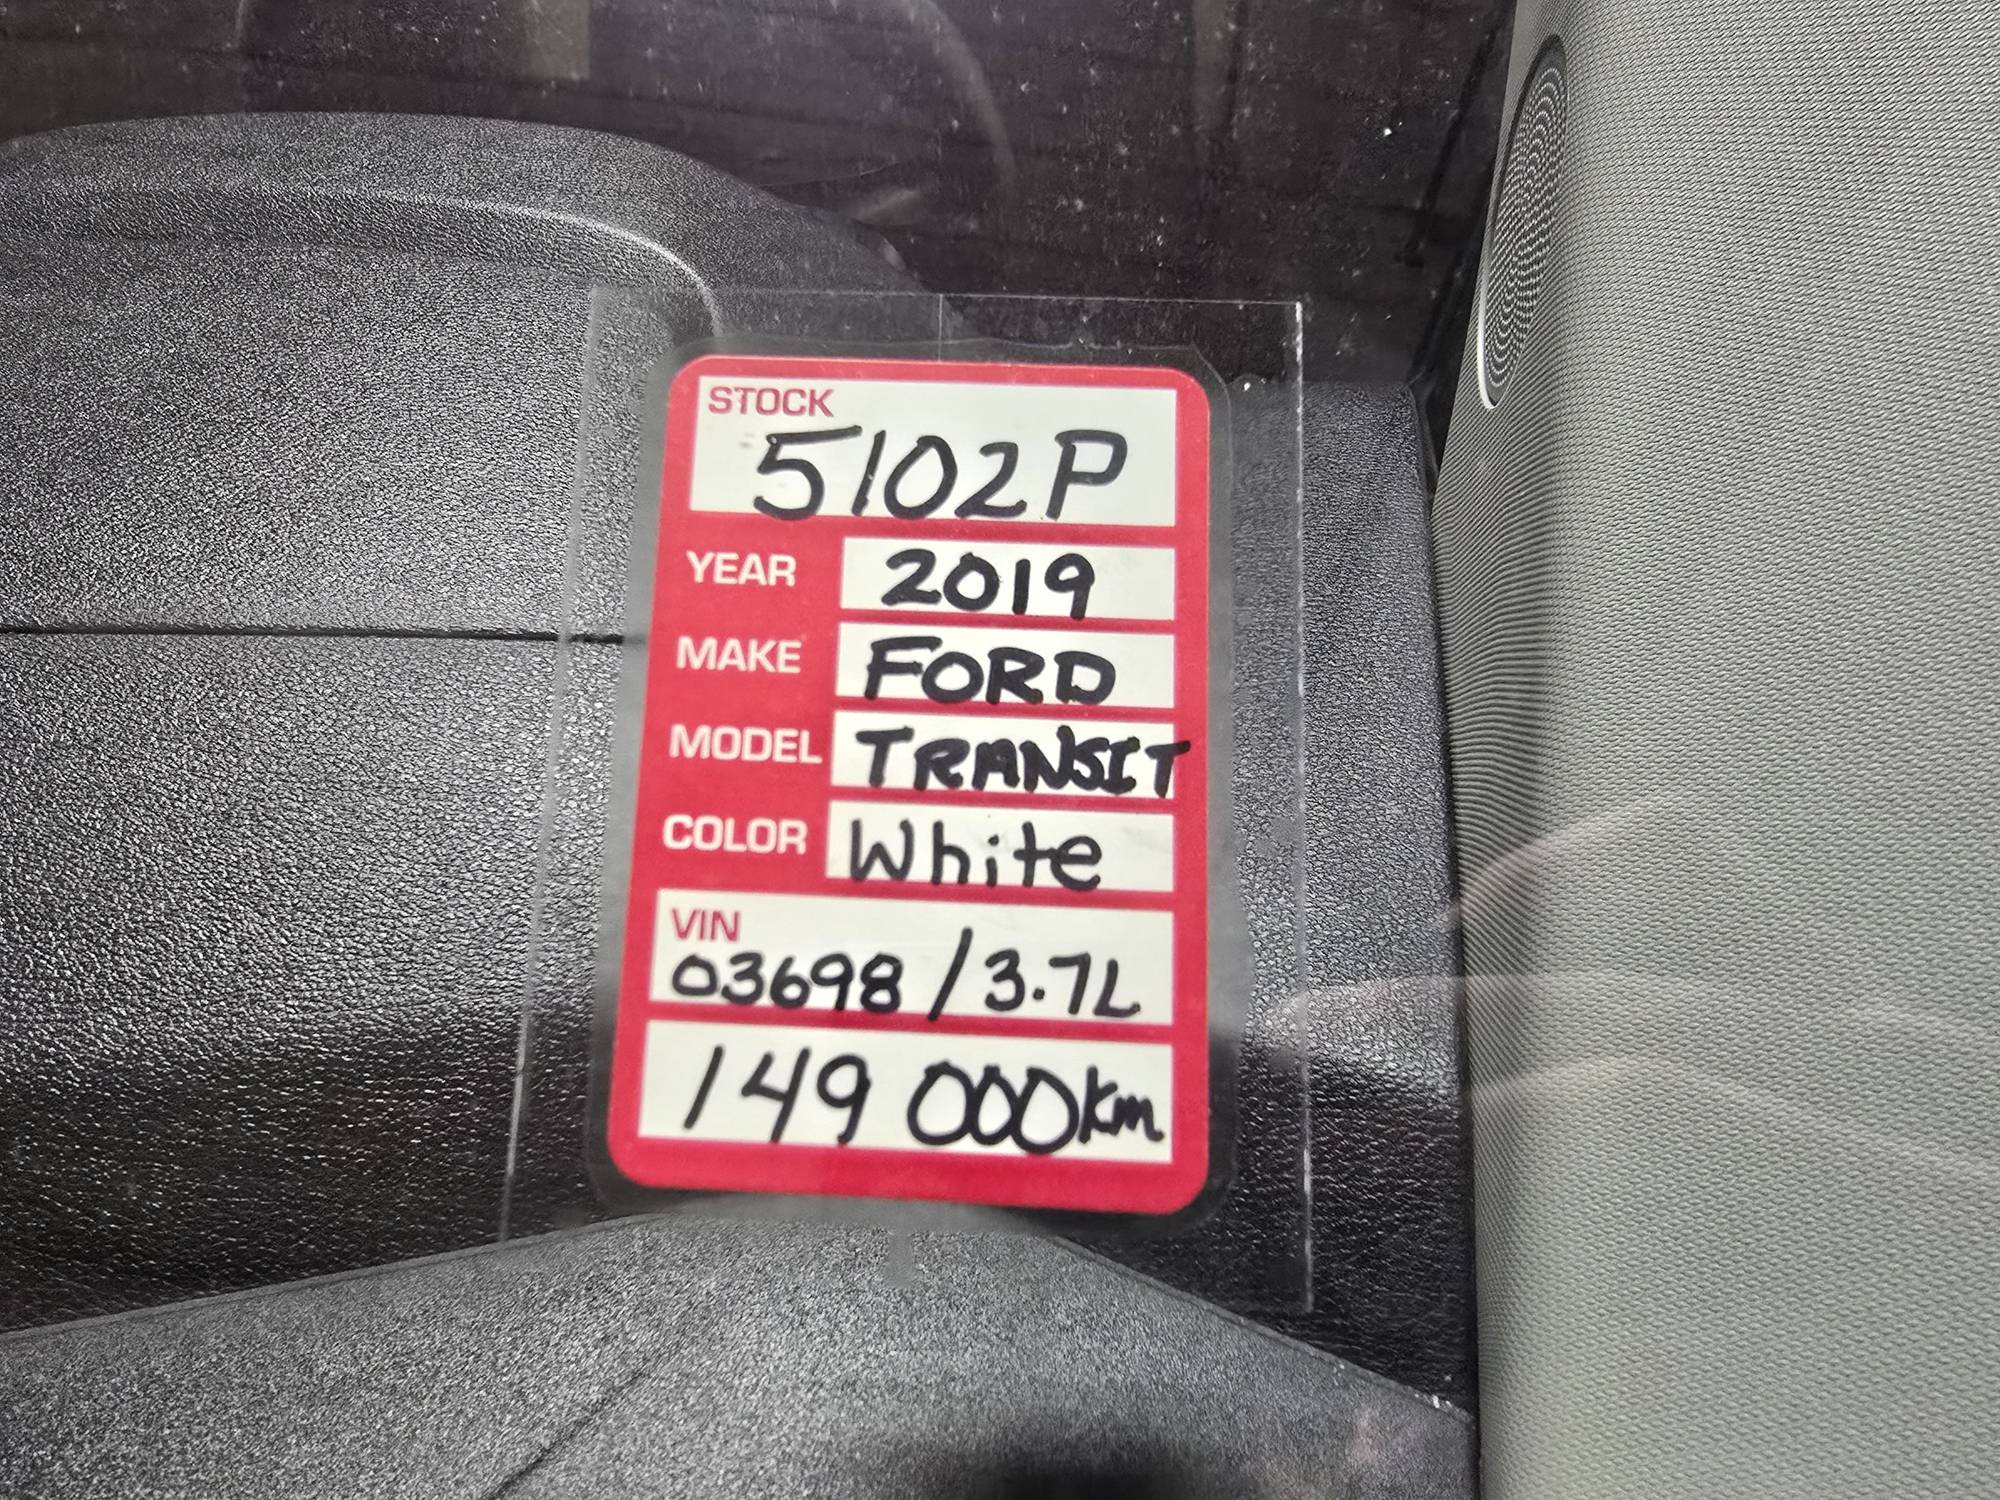 STOCK
5102P
YEAR 2019
MAKE FORD
MODEL TRANSIT
COLOR White
VIN
03698 / 3.7L
149 000km